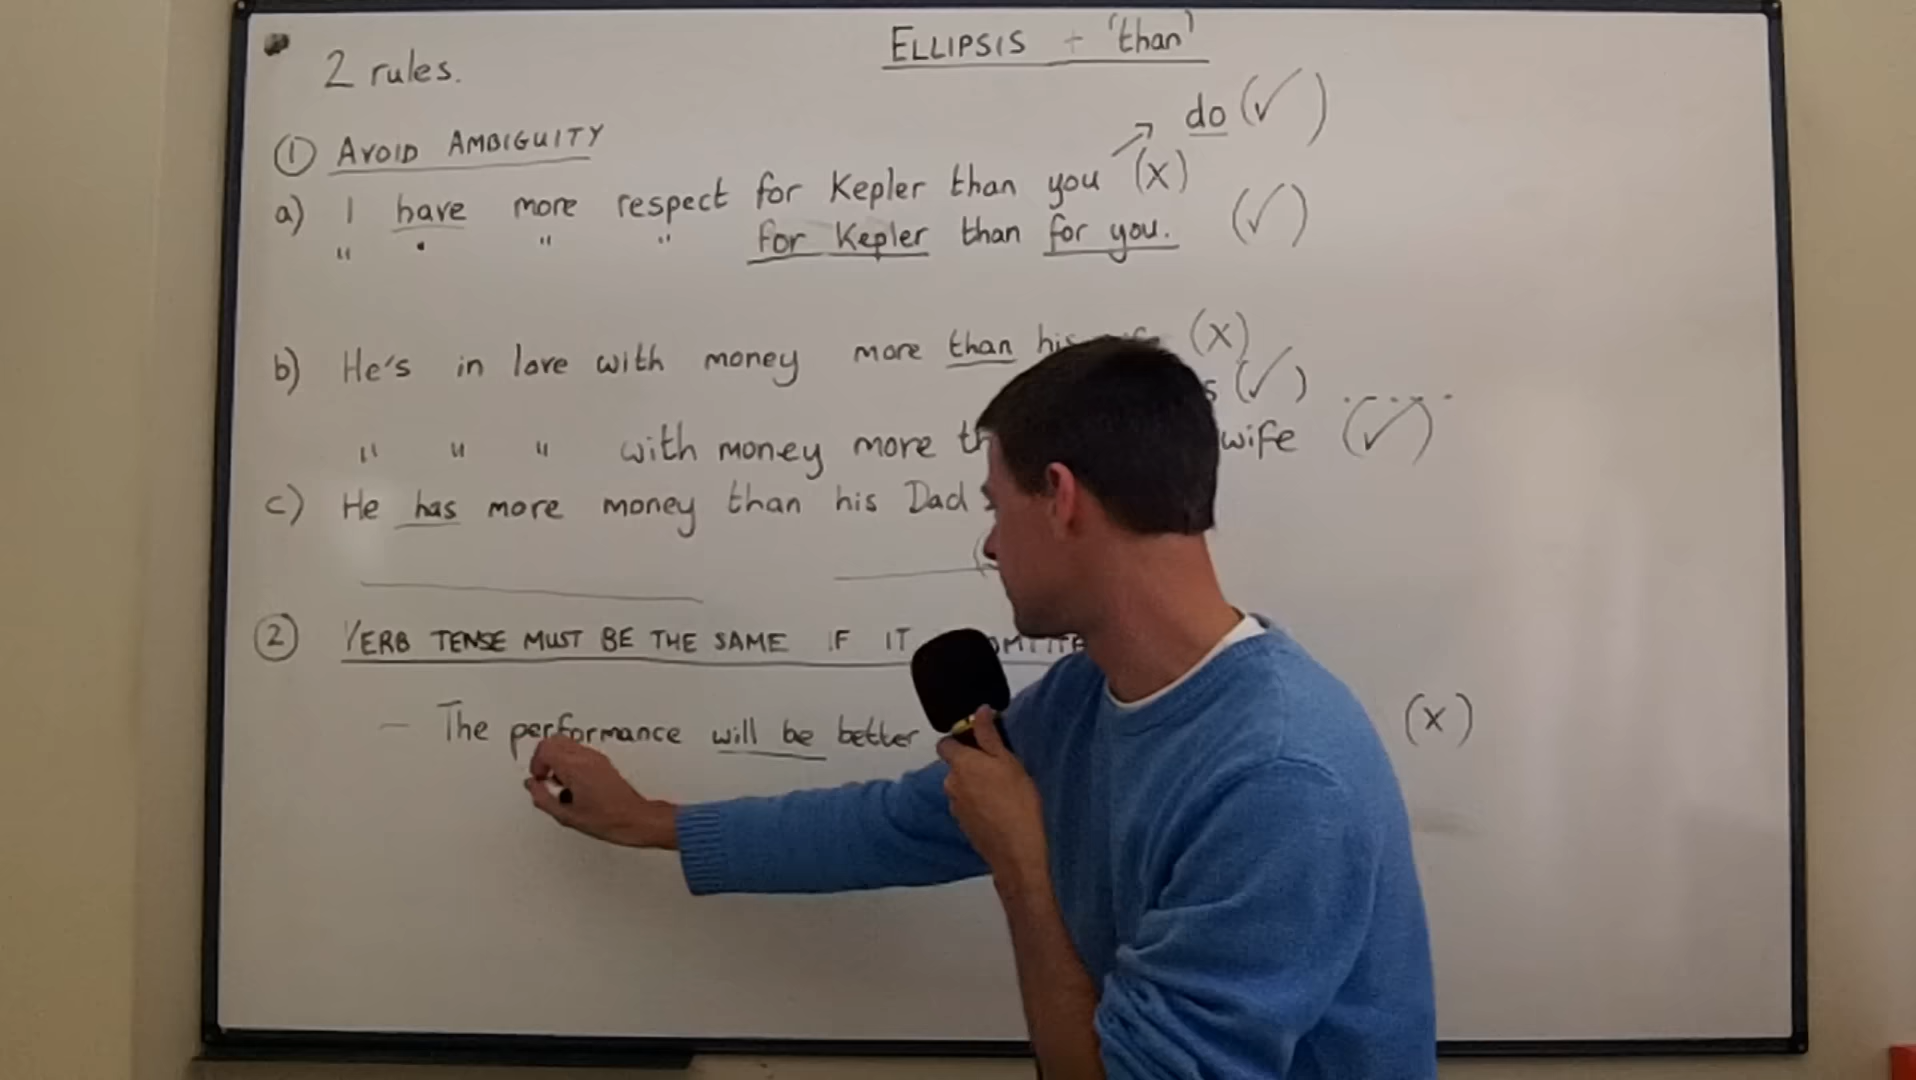 ELLIPSIS + 'than'
2 rules.
① AVOID AMBIGUITY
do (✓)
a) I have more respect for Kepler than you (x)
" " " " for Kepler than for you. (✓)
b) He's in love with money more than his (x)
(✓)
" " " with money more wife (✓)
c) He has more money than his Dad
② VERB TENSE MUST BE THE SAME IF IT
- The performance will be better (x)